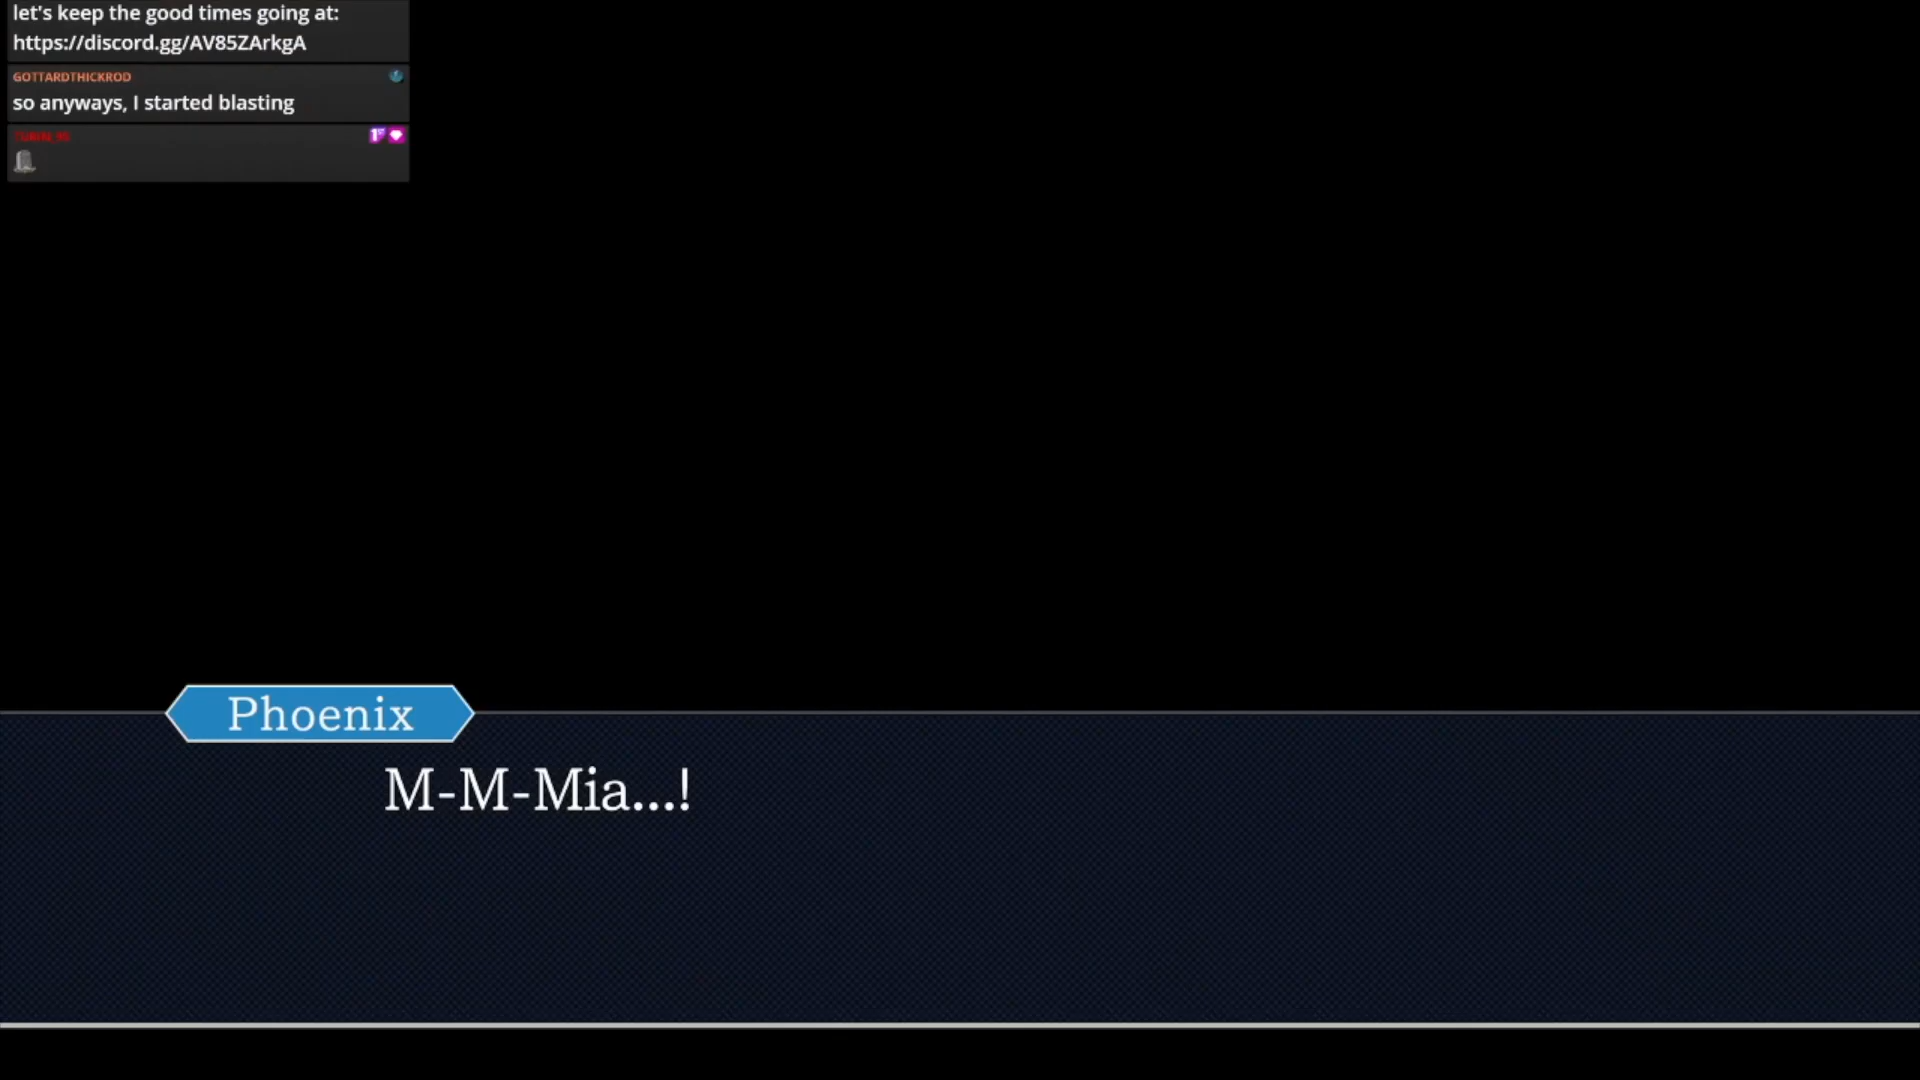 let's keep the good times going at:
https://discord.gg/AV85ZArkgA
GOTTARDTHICKROD
so anyways, I started blasting
Phoenix
M-M-Mia...!